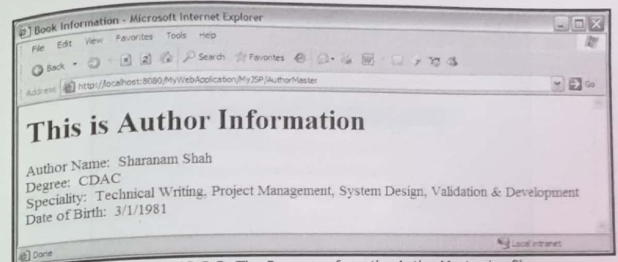 Book Information - Microsoft Internet Explorer
File Edit View Favorites Tools Help
Back Search Favorites
Address http://localhost:8080/MyWebApplication/MyJSP/AuthorMaster Go
This is Author Information
Author Name: Sharanam Shah
Degree: CDAC
Speciality: Technical Writing, Project Management, System Design, Validation & Development
Date of Birth: 3/1/1981
Done Local intranet